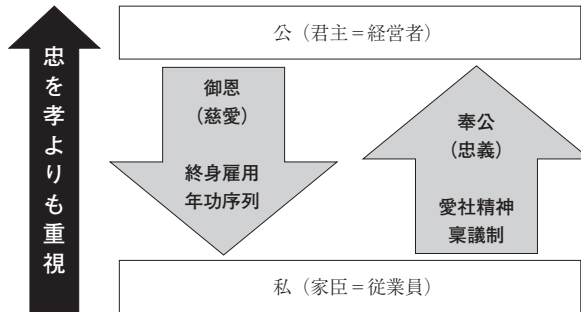 忠を孝よりも重視
公（君主＝経営者）
御恩
（慈愛）
終身雇用
年功序列
奉公
（忠義）
愛社精神
稟議制
私（家臣＝従業員）